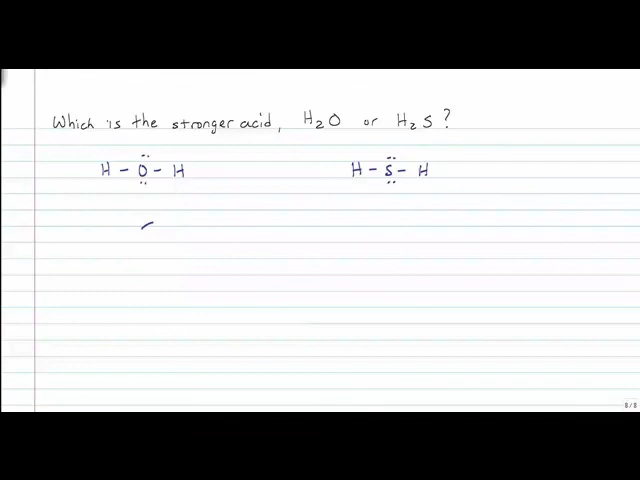 Which is the stronger acid, H₂O or H₂S?
H – Ö̤ – H H – S̤̈ – H
8/8